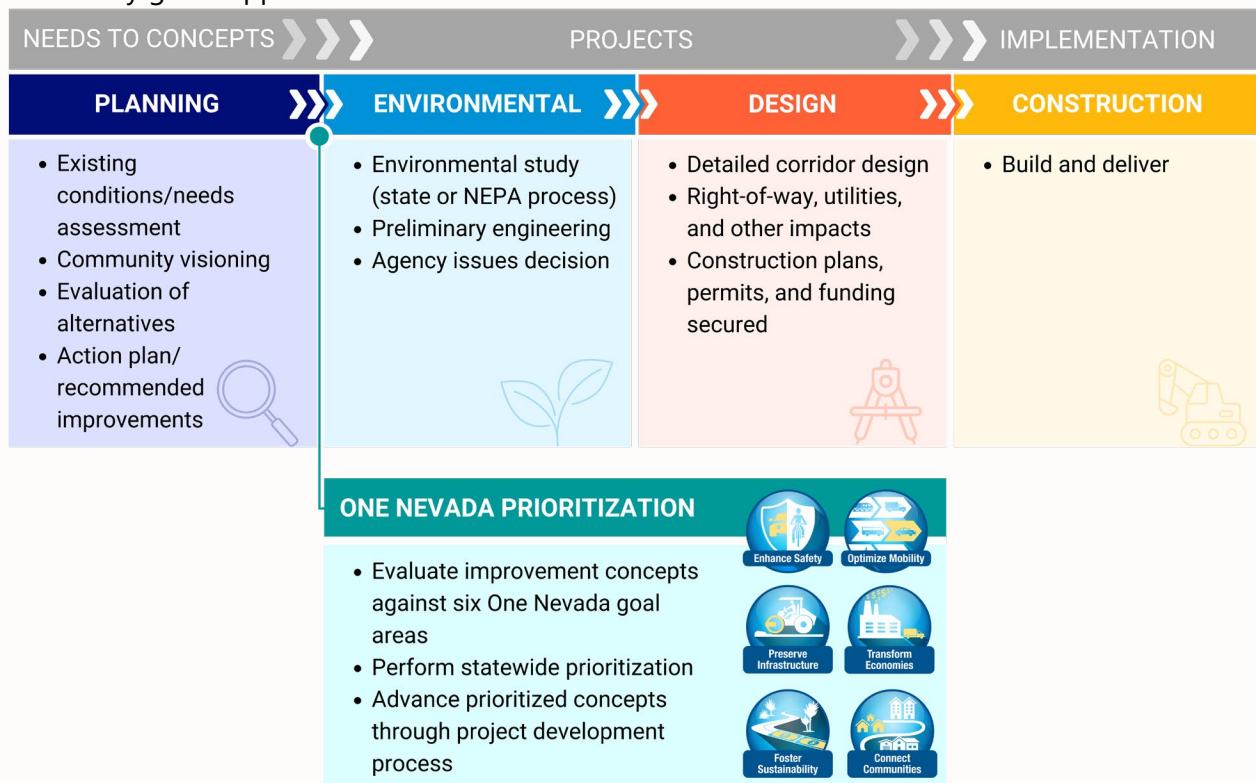 NEEDS TO CONCEPTS
PROJECTS
IMPLEMENTATION
PLANNING
ENVIRONMENTAL
DESIGN
CONSTRUCTION
• Existing
conditions/needs
assessment
• Community visioning
• Evaluation of
alternatives
• Action plan/
recommended
improvements
• Environmental study
(state or NEPA process)
• Preliminary engineering
• Agency issues decision
• Detailed corridor design
• Right-of-way, utilities,
and other impacts
• Construction plans,
permits, and funding
secured
• Build and deliver
ONE NEVADA PRIORITIZATION
• Evaluate improvement concepts
against six One Nevada goal
areas
• Perform statewide prioritization
• Advance prioritized concepts
through project development
process
Enhance Safety
Optimize Mobility
Preserve
Infrastructure
Transform
Economies
Foster
Sustainability
Connect
Communities